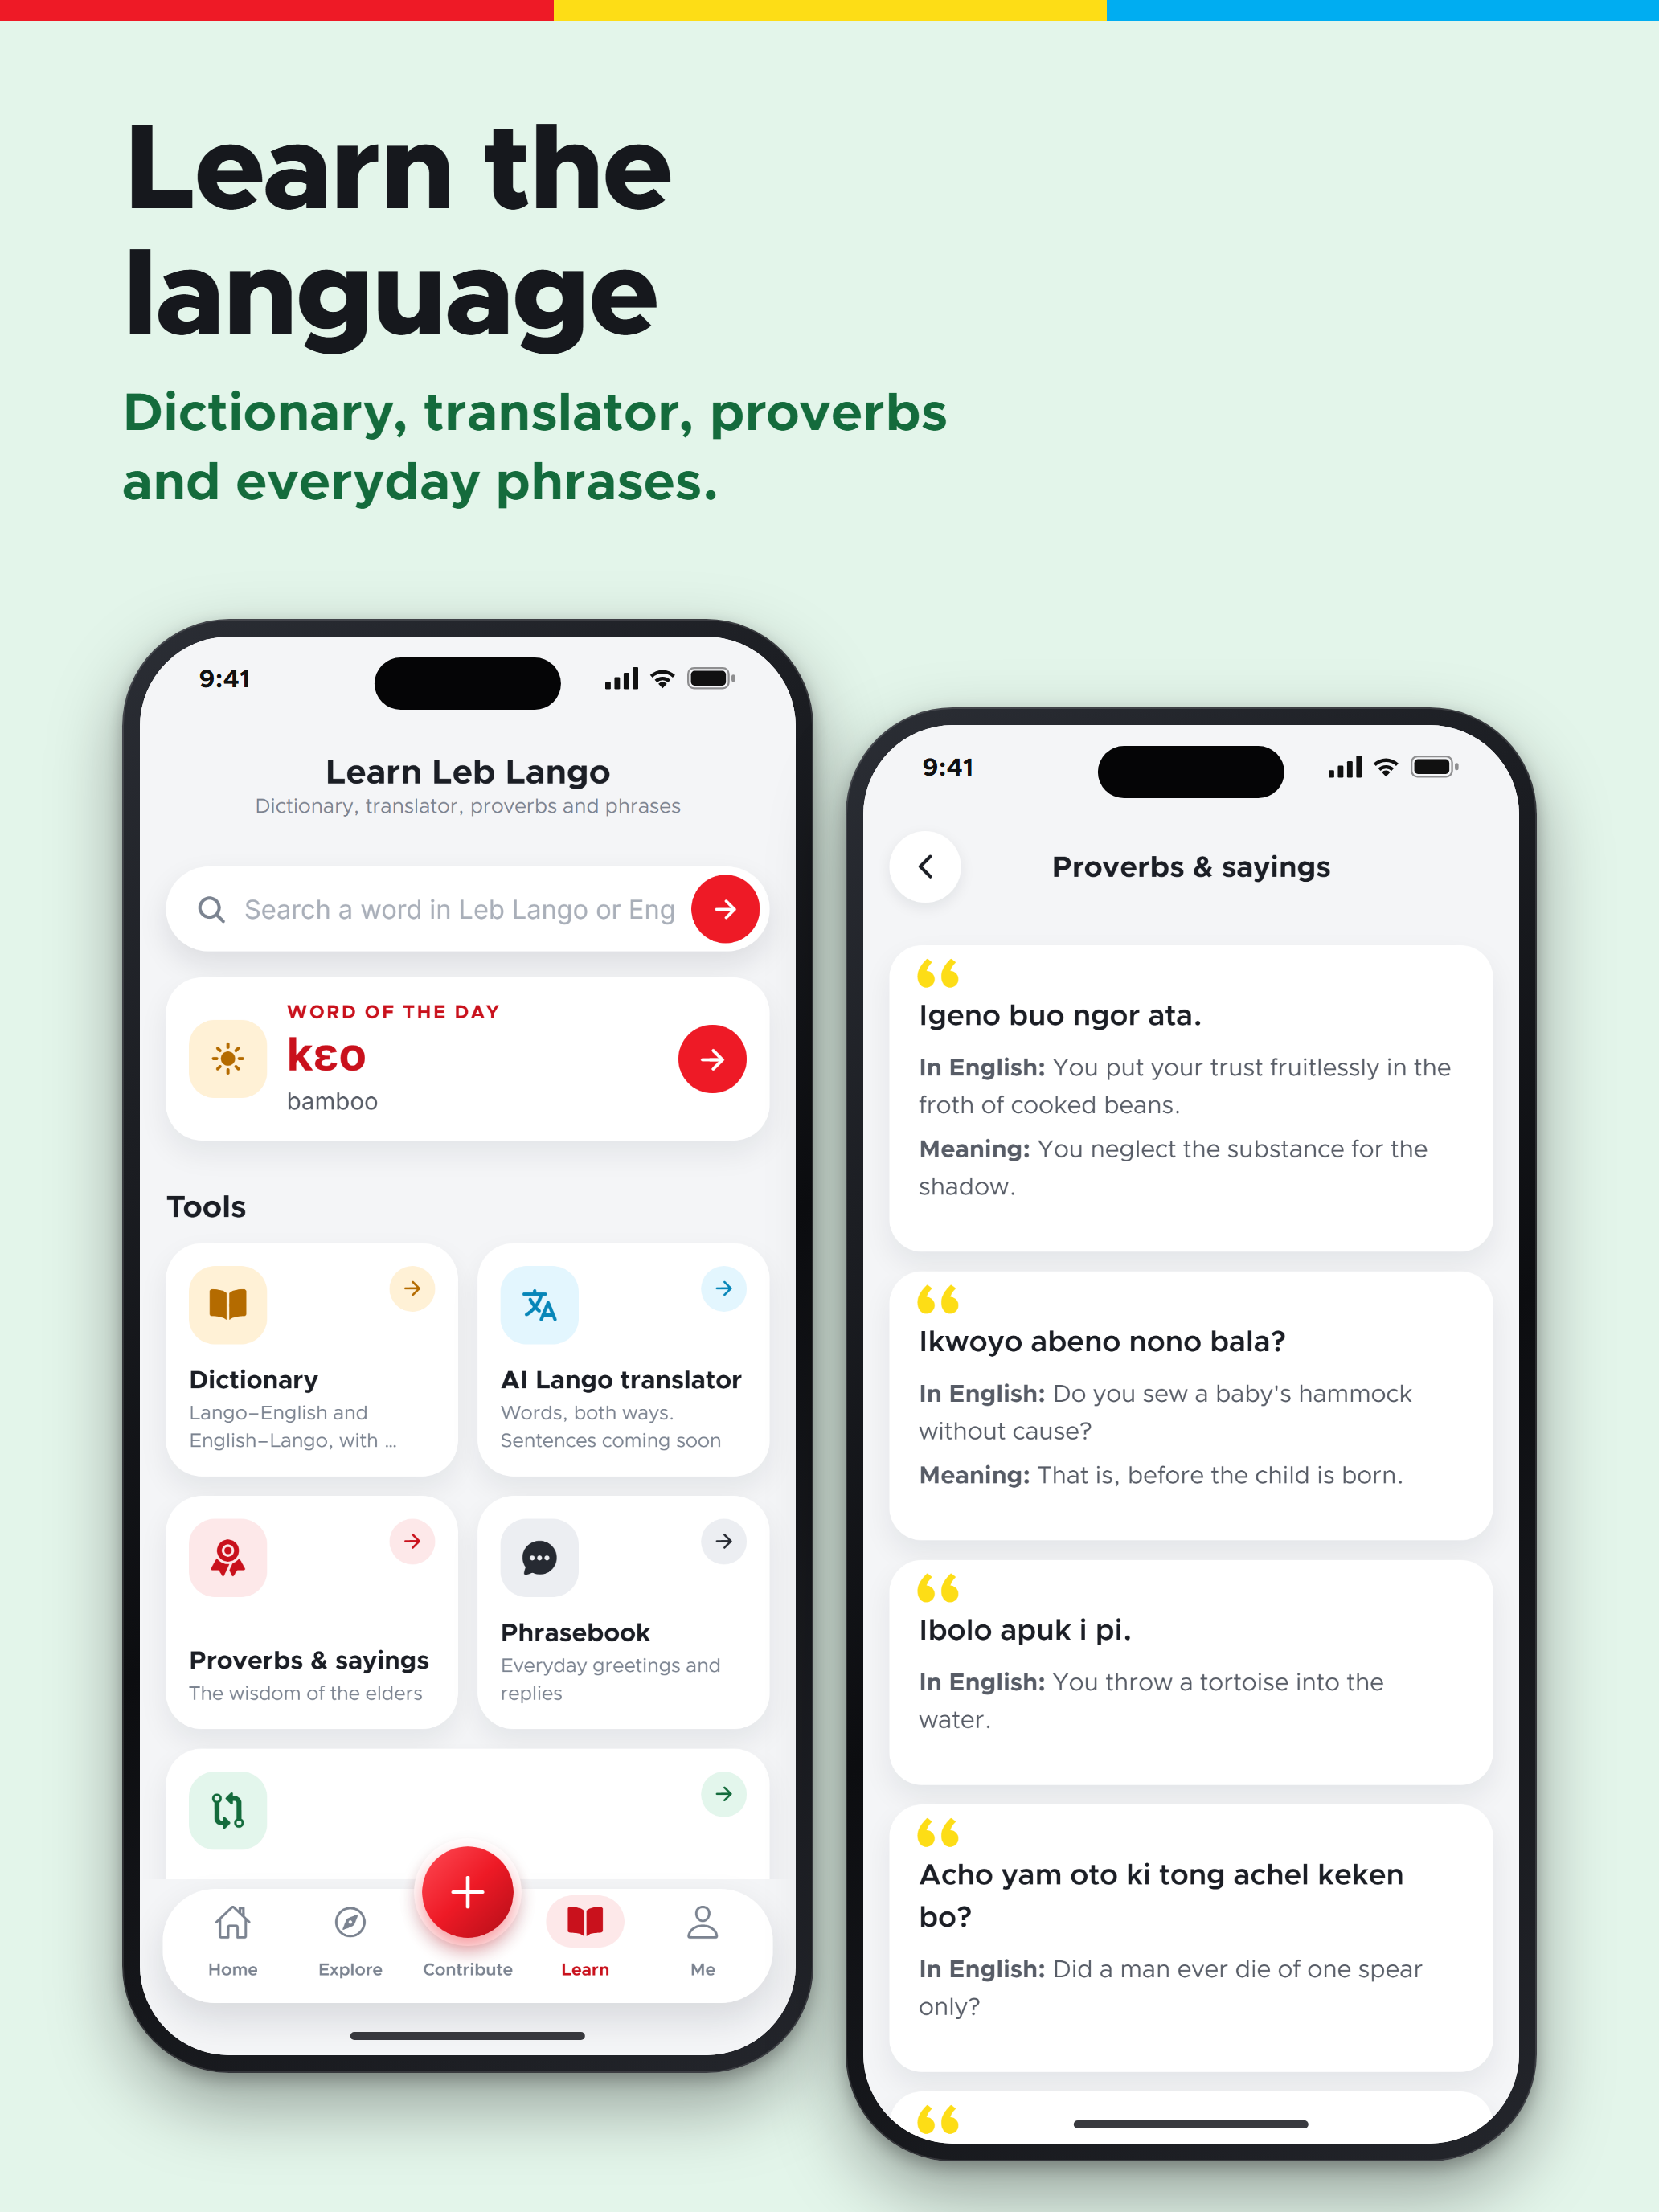 Learn the
language
Dictionary, translator, proverbs
and everyday phrases.
9:41
Learn Leb Lango
Dictionary, translator, proverbs and phrases
Search a word in Leb Lango or Eng
WORD OF THE DAY
kɛo
bamboo
Tools
Dictionary
Lango–English and
English–Lango, with ...
AI Lango translator
Words, both ways.
Sentences coming soon
Proverbs & sayings
The wisdom of the elders
Phrasebook
Everyday greetings and
replies
Home
Explore
Contribute
Learn
Me
9:41
Proverbs & sayings
Igeno buo ngor ata.
In English: You put your trust fruitlessly in the
froth of cooked beans.
Meaning: You neglect the substance for the
shadow.
Ikwoyo abeno nono bala?
In English: Do you sew a baby's hammock
without cause?
Meaning: That is, before the child is born.
Ibolo apuk i pi.
In English: You throw a tortoise into the
water.
Acho yam oto ki tong achel keken
bo?
In English: Did a man ever die of one spear
only?